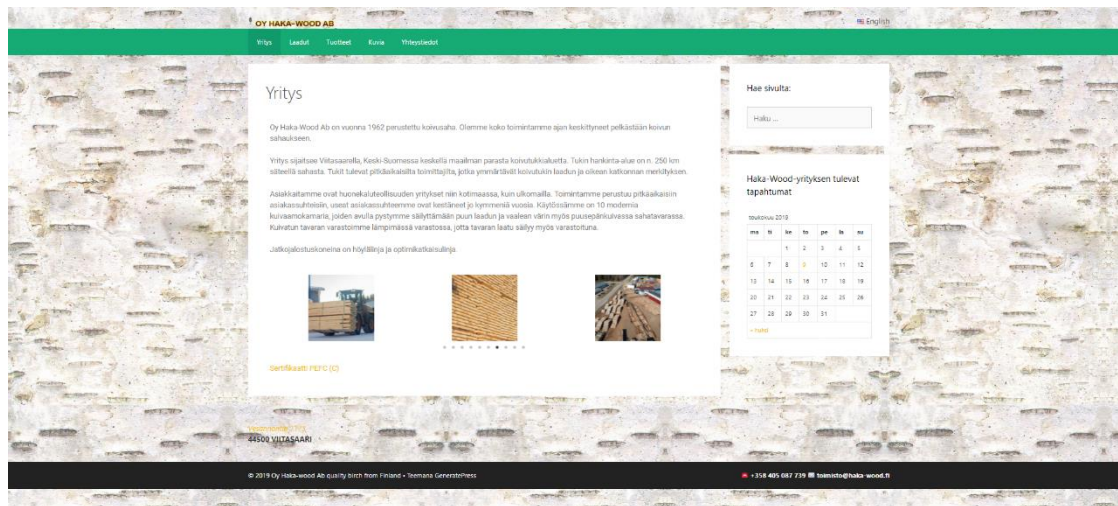 OY HAKA-WOOD AB
English
Yritys Laadut Tuotteet Kuvia Yhteystiedot
Yritys
Oy Haka-Wood Ab on vuonna 1962 perustettu koivusaha. Olemme koko toimintamme ajan keskittyneet pelkästään koivun
sahaukseen.
Yritys sijaitsee Viitasaarella, Keski-Suomessa keskellä maailman parasta koivutukkialuetta. Tukin hankinta-alue on n. 250 km
säteellä sahasta. Tukit tulevat pitkäaikaisilta toimittajilta, jotka ymmärtävät koivutukin laadun ja oikean katkonnan merkityksen.
Asiakkaitamme ovat huonekaluteollisuuden yritykset niin kotimaassa, kuin ulkomailla. Toimintamme perustuu pitkäaikaisiin
asiakassuhteisiin, useat asiakassuhteemme ovat kestäneet jo kymmeniä vuosia. Käytössämme on 10 modernia
kuivaamokamaria, joiden avulla pystymme säilyttämään puun laadun ja vaalean värin myös puusepänkuivassa sahatavarassa.
Kuivatun tavaran varastoimme lämpimässä varastossa, jotta tavaran laatu säilyy myös varastoituna.
Jatkojalostuskoneina on höylälinja ja optimikatkaisulinja.
Sertifikaatti PEFC (C)
Hae sivulta:
Haku ...
Haka-Wood-yrityksen tulevat
tapahtumat
toukokuu 2019
ma ti ke to pe la su
1 2 3 4 5
6 7 8 9 10 11 12
13 14 15 16 17 18 19
20 21 22 23 24 25 26
27 28 29 30 31
« huhti
44500 VIITASAARI
© 2019 Oy Haka-wood Ab quality birch from Finland • Teemana GeneratePress
+358 405 087 739 toimisto@haka-wood.fi